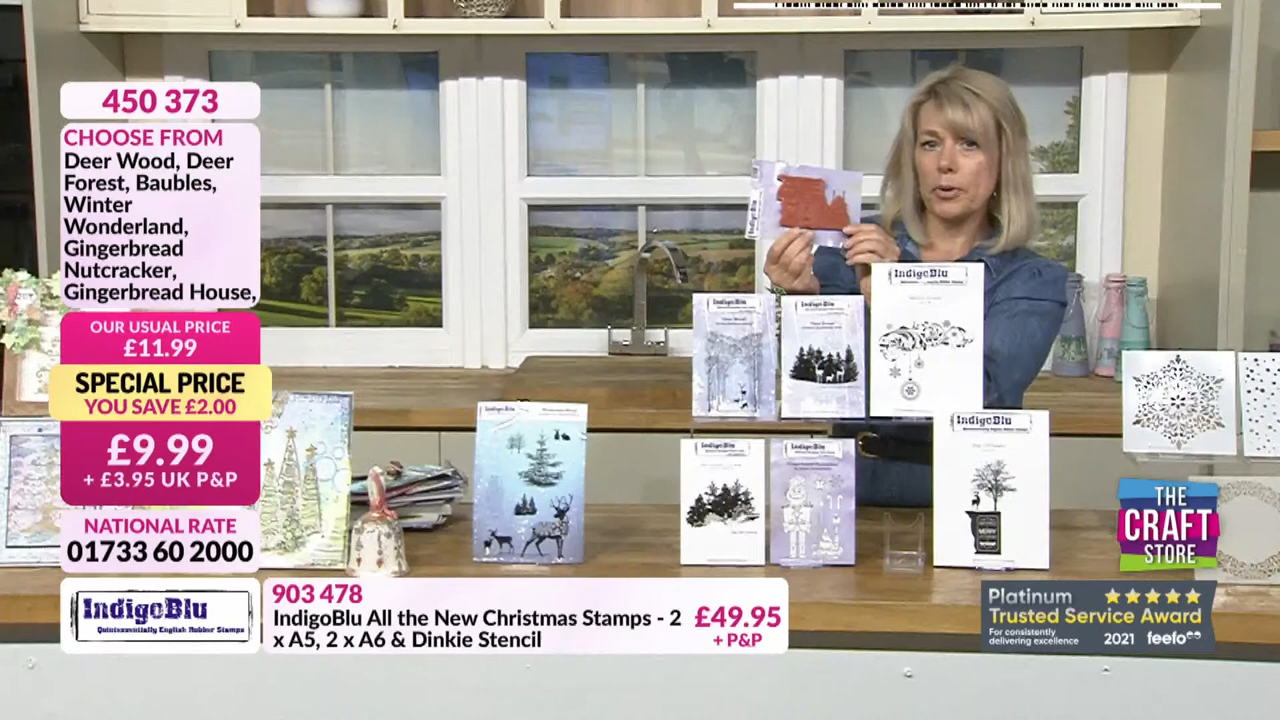 450 373
CHOOSE FROM
Deer Wood, Deer
Forest, Baubles,
Winter
Wonderland,
Gingerbread
Nutcracker,
Gingerbread House,
OUR USUAL PRICE
£11.99
SPECIAL PRICE
YOU SAVE £2.00
£9.99
+ £3.95 UK P&P
NATIONAL RATE
01733 60 2000
IndigoBlu
Quintessentially English Rubber Stamps
903 478
IndigoBlu All the New Christmas Stamps - 2
x A5, 2 x A6 & Dinkie Stencil
£49.95
+ P&P
IndigoBlu
IndigoBlu
IndigoBlu
IndigoBlu
IndigoBlu
IndigoBlu
IndigoBlu
IndigoBlu
MERRY
THE
CRAFT
STORE
Platinum
Trusted Service Award
For consistently
delivering excellence
2021
feefo